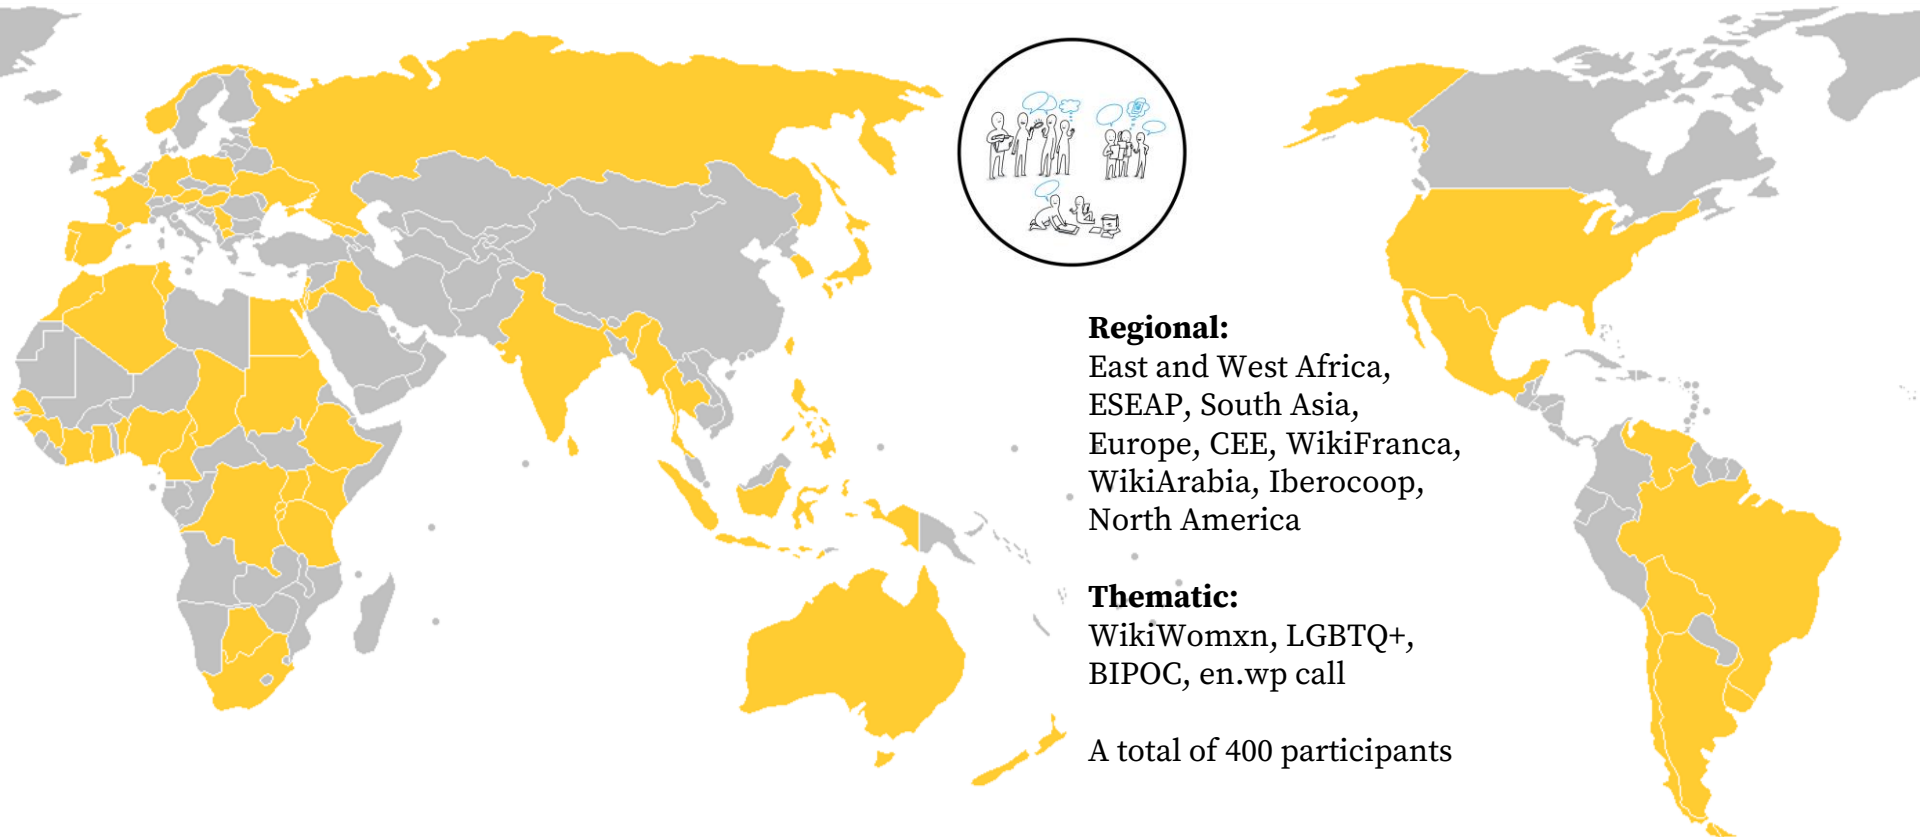 Regional:
East and West Africa,
ESEAP, South Asia,
Europe, CEE, WikiFranca,
WikiArabia, Iberocoop,
North America
Thematic:
WikiWomxn, LGBTQ+,
BIPOC, en.wp call
A total of 400 participants